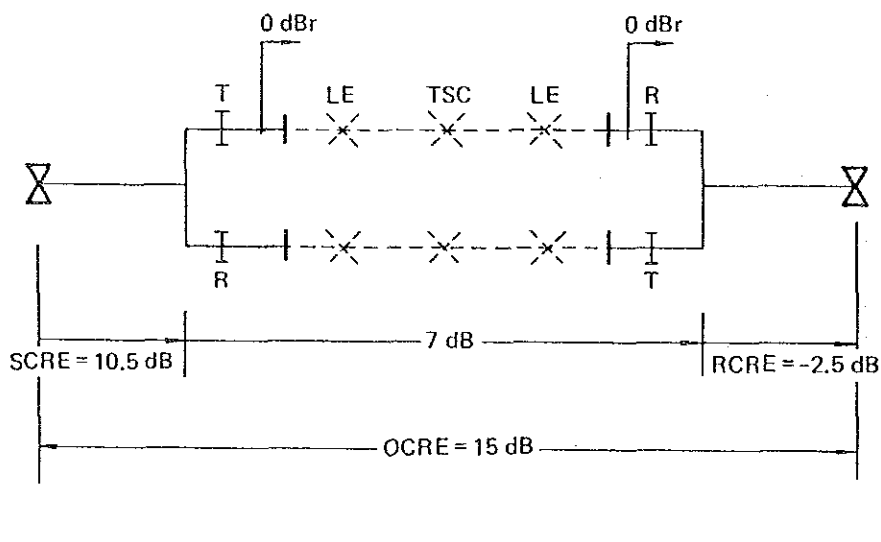 0 dBr 0 dBr
T LE TSC LE R
R T
7 dB
SCRE = 10.5 dB RCRE = -2.5 dB
OCRE = 15 dB